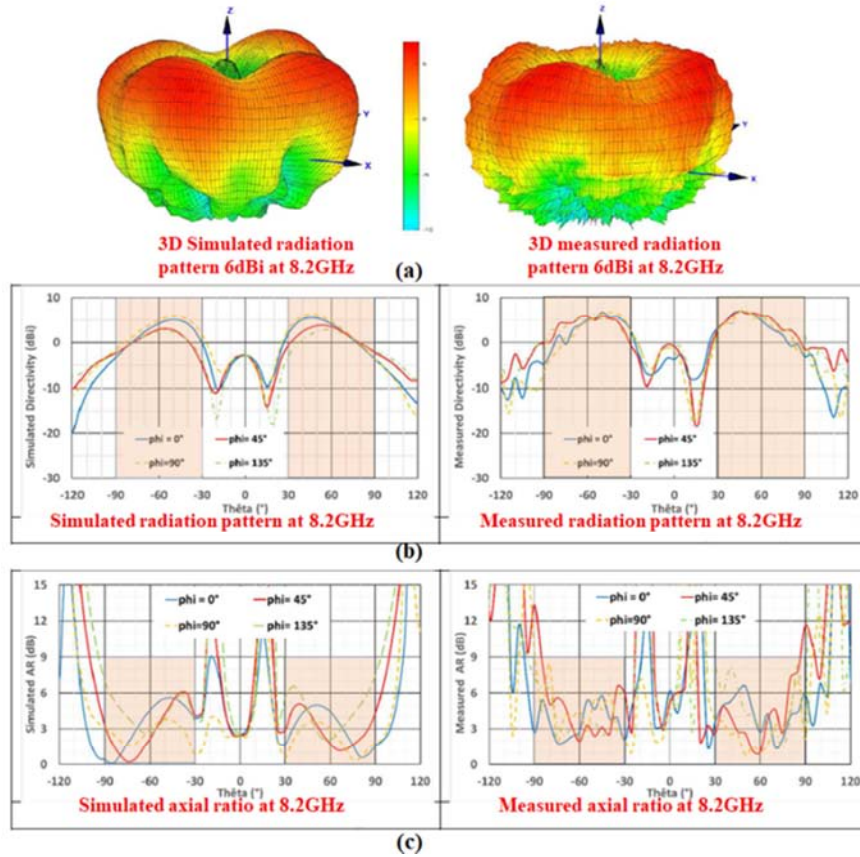 Z
Y
X
Z
Y
X
3D Simulated radiation
pattern 6dBi at 8.2GHz
3D measured radiation
pattern 6dBi at 8.2GHz
(a)
Simulated Directivity (dBi)
10
0
-10
-20
-30
phi = 0°
phi= 45°
phi=90°
phi= 135°
-120 -90 -60 -30 0 30 60 90 120
Thêta (°)
Simulated radiation pattern at 8.2GHz
Measured Directivity (dBi)
10
0
-10
-20
-30
phi = 0°
phi= 45°
phi=90°
phi= 135°
-120 -90 -60 -30 0 30 60 90 120
Thêta (°)
Measured radiation pattern at 8.2GHz
(b)
Simulated AR (dBi)
15
12
9
6
3
0
phi = 0°
phi= 45°
phi=90°
phi= 135°
-120 -90 -60 -30 0 30 60 90 120
Thêta (°)
Simulated axial ratio at 8.2GHz
Measured AR (dBi)
15
12
9
6
3
0
phi = 0°
phi= 45°
phi=90°
phi= 135°
-120 -90 -60 -30 0 30 60 90 120
Thêta (°)
Measured axial ratio at 8.2GHz
(c)